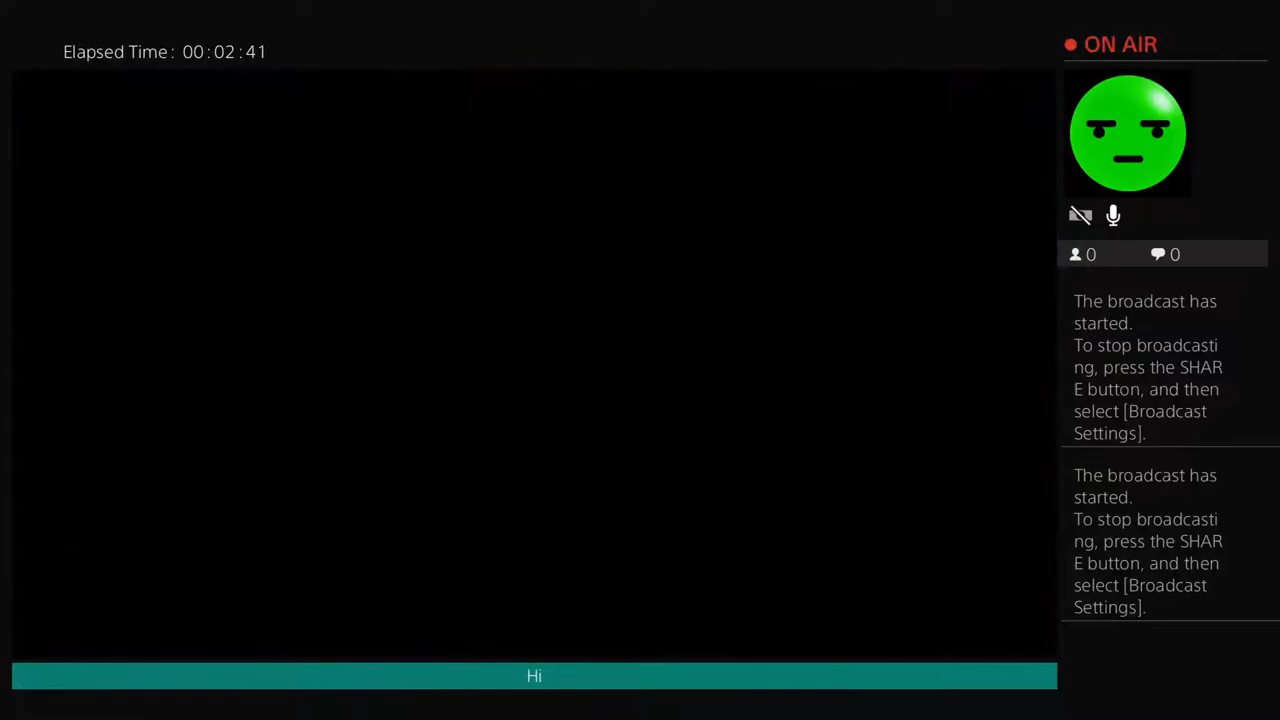 Elapsed Time: 00:02:41
ON AIR
0 0
The broadcast has
started.
To stop broadcasti
ng, press the SHAR
E button, and then
select [Broadcast
Settings].
The broadcast has
started.
To stop broadcasti
ng, press the SHAR
E button, and then
select [Broadcast
Settings].
Hi